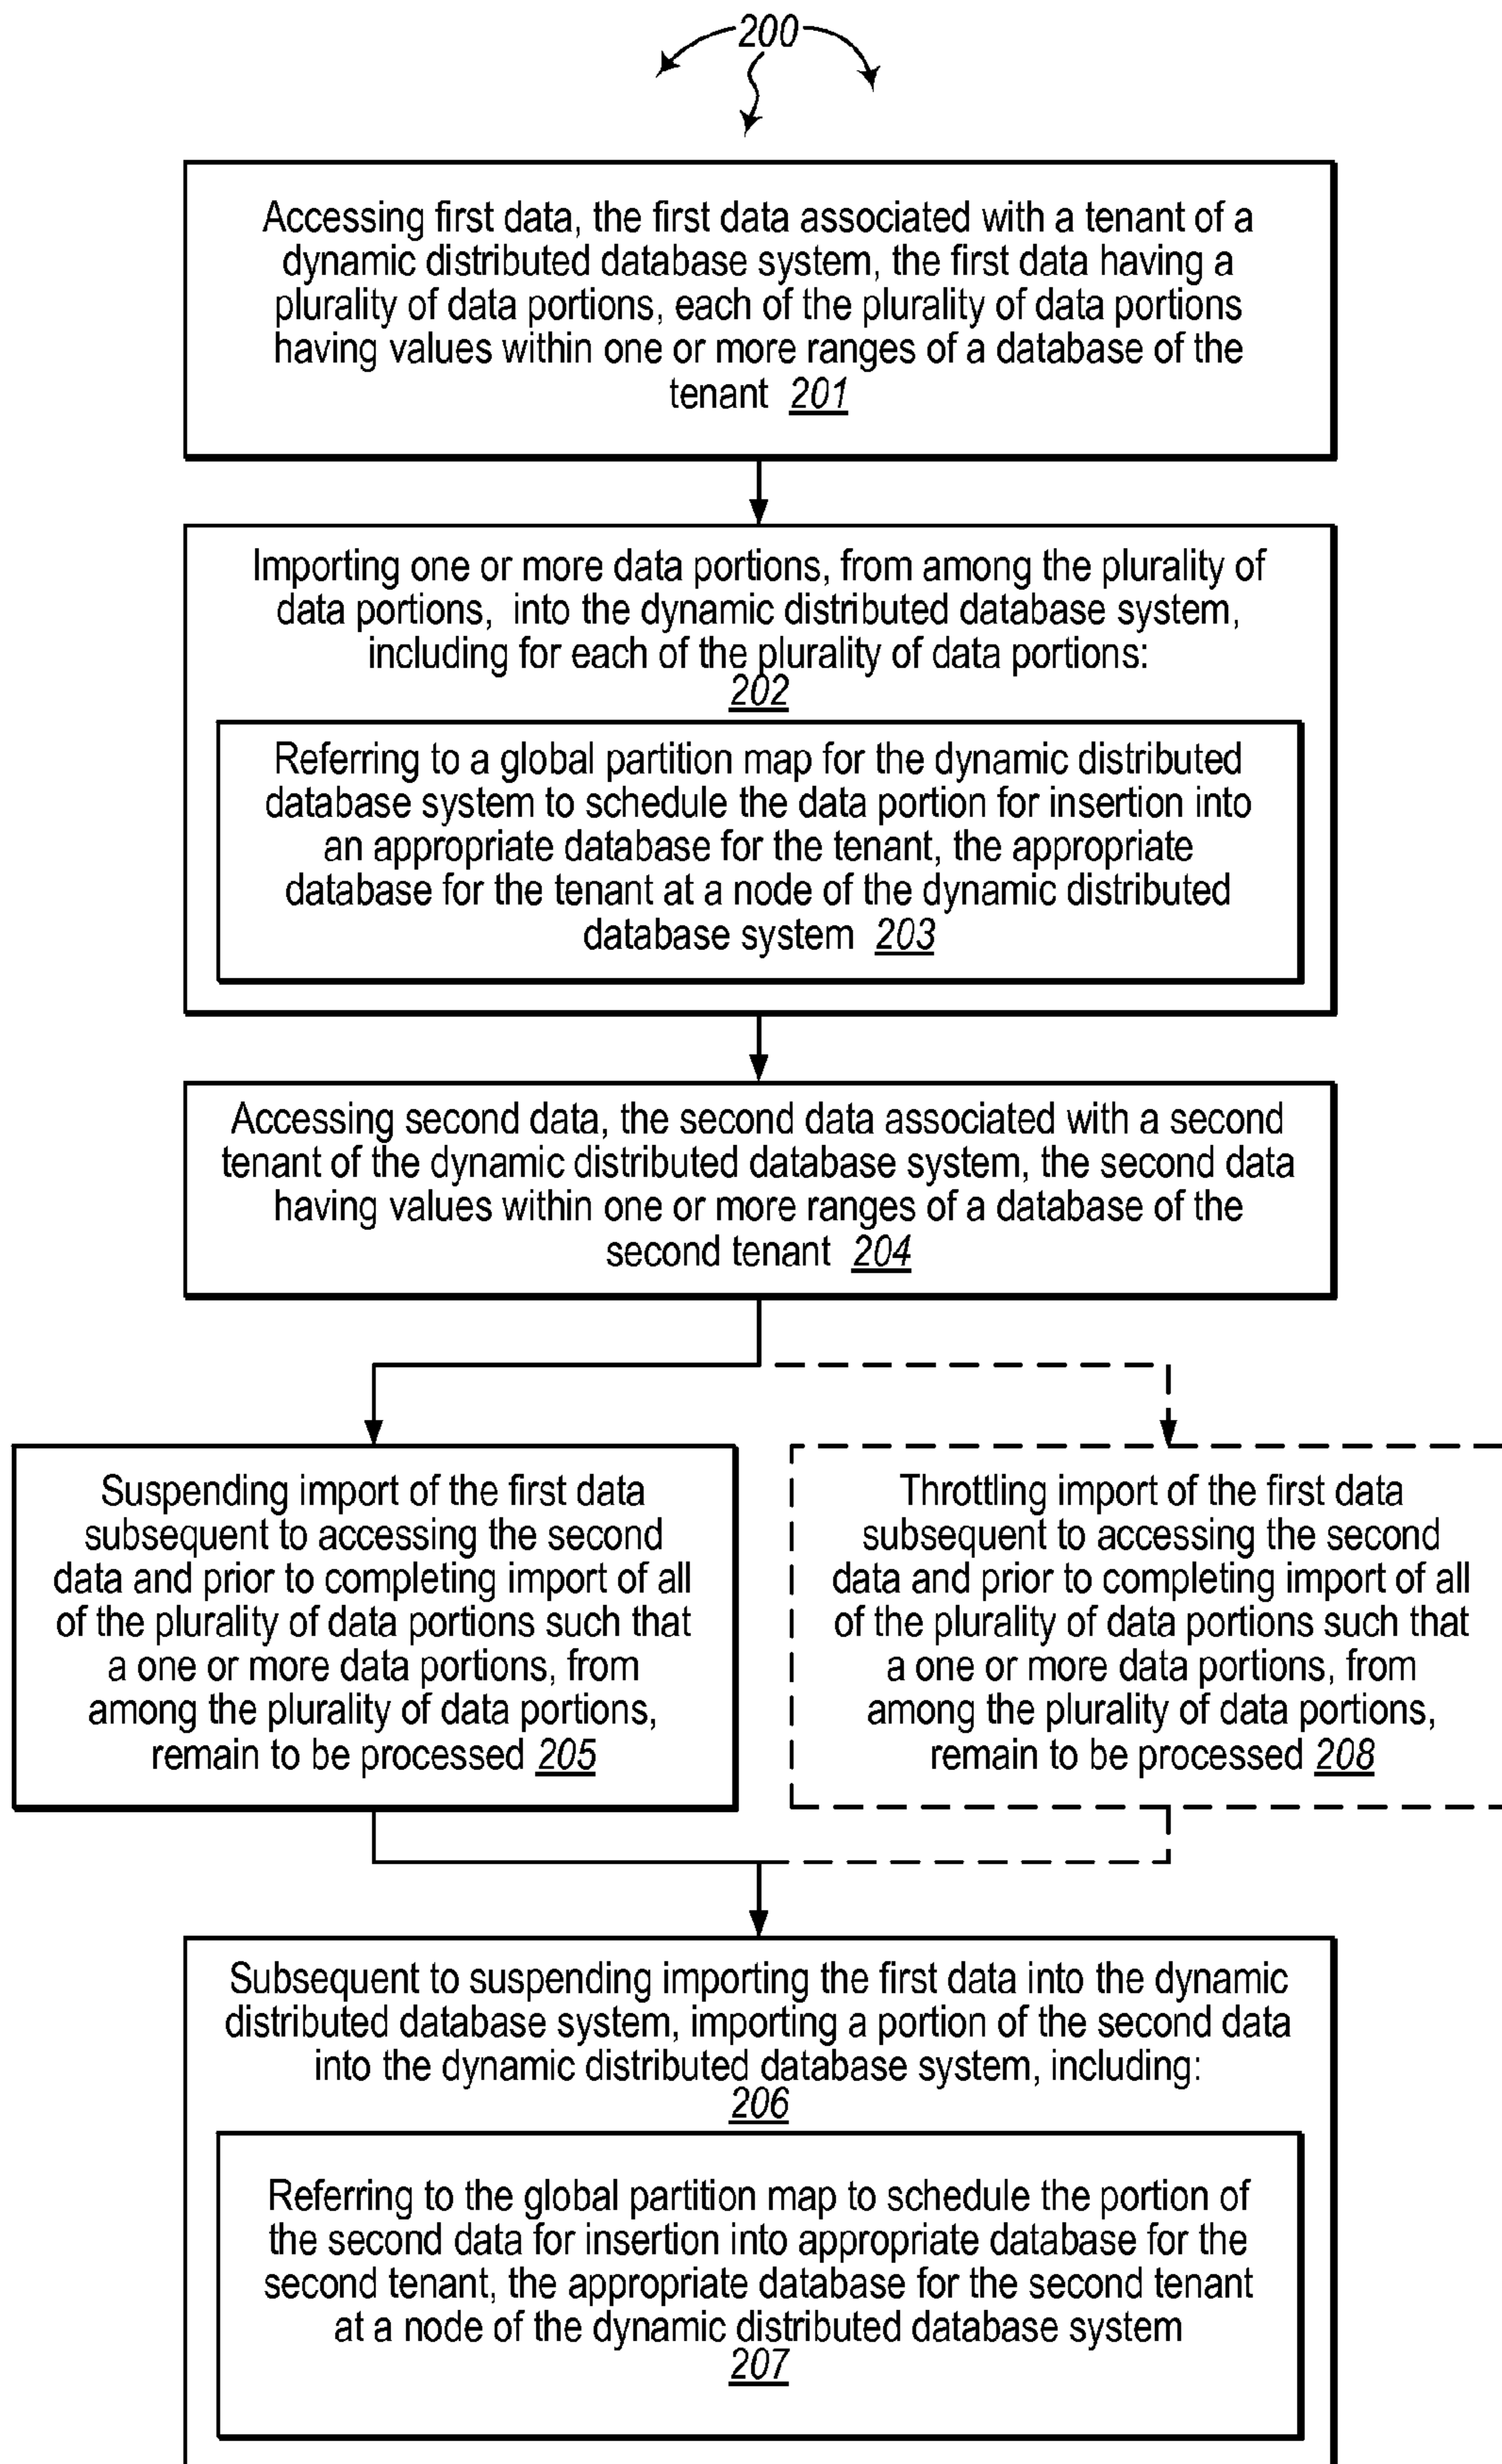 200
Accessing first data, the first data associated with a tenant of a
dynamic distributed database system, the first data having a
plurality of data portions, each of the plurality of data portions
having values within one or more ranges of a database of the
tenant 201
Importing one or more data portions, from among the plurality of
data portions, into the dynamic distributed database system,
including for each of the plurality of data portions:
202
Referring to a global partition map for the dynamic distributed
database system to schedule the data portion for insertion into
an appropriate database for the tenant, the appropriate
database for the tenant at a node of the dynamic distributed
database system 203
Accessing second data, the second data associated with a second
tenant of the dynamic distributed database system, the second data
having values within one or more ranges of a database of the
second tenant 204
Suspending import of the first data
subsequent to accessing the second
data and prior to completing import of all
of the plurality of data portions such that
a one or more data portions, from
among the plurality of data portions,
remain to be processed 205
Throttling import of the first data
subsequent to accessing the second
data and prior to completing import of all
of the plurality of data portions such that
a one or more data portions, from
among the plurality of data portions,
remain to be processed 208
Subsequent to suspending importing the first data into the dynamic
distributed database system, importing a portion of the second data
into the dynamic distributed database system, including:
206
Referring to the global partition map to schedule the portion of
the second data for insertion into appropriate database for the
second tenant, the appropriate database for the second tenant
at a node of the dynamic distributed database system
207